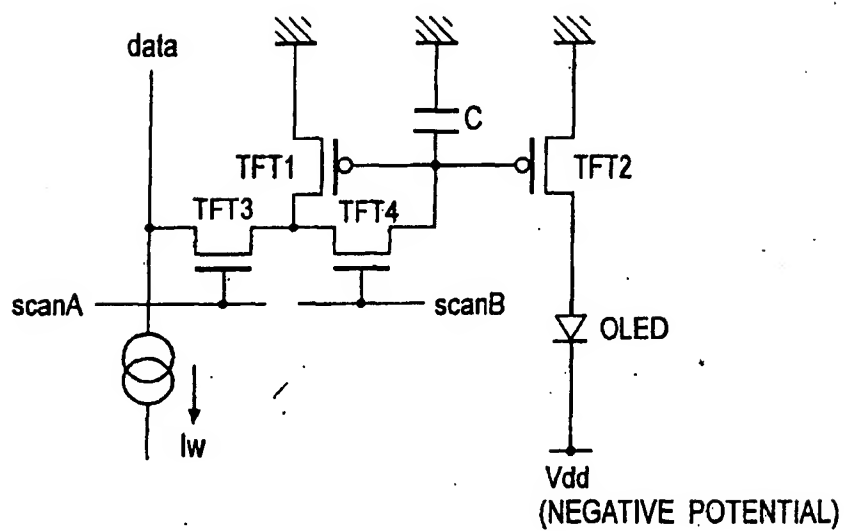 data
C
TFT1
TFT2
TFT3
TFT4
scanA
scanB
OLED
Iw
Vdd
(NEGATIVE POTENTIAL)